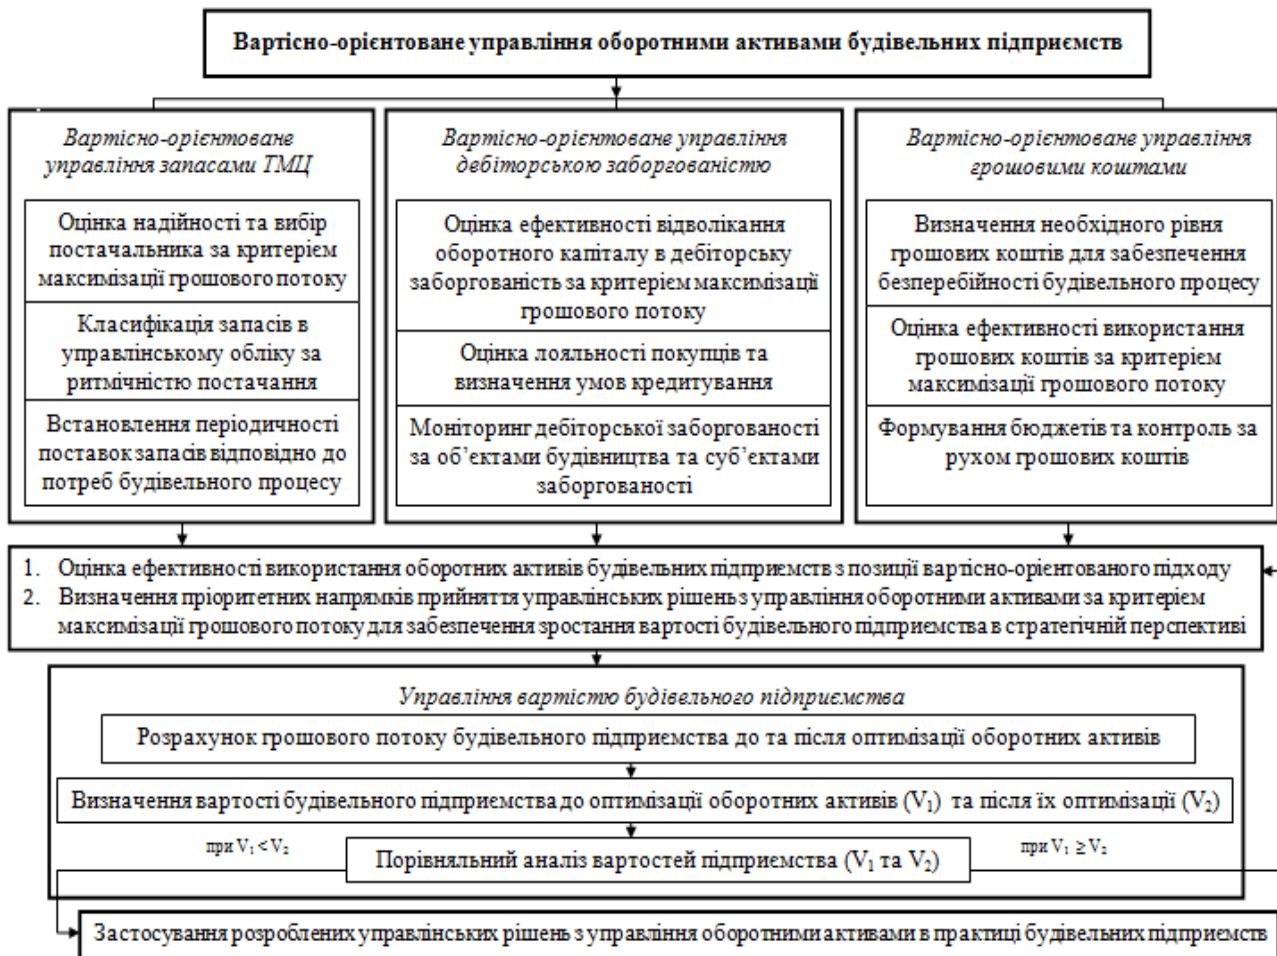 Вартісно-орієнтоване управління оборотними активами будівельних підприємств
Вартісно-орієнтоване
управління запасами ТМЦ
Оцінка надійності та вибір
постачальника за критерієм
максимізації грошового потоку
Класифікація запасів в
управлінському обліку за
ритмічністю постачання
Встановлення періодичності
поставок запасів відповідно до
потреб будівельного процесу
Вартісно-орієнтоване управління
дебіторською заборгованістю
Оцінка ефективності відволікання
оборотного капіталу в дебіторську
заборгованість за критерієм максимізації
грошового потоку
Оцінка лояльності покупців та
визначення умов кредитування
Моніторинг дебіторської заборгованості
за об’єктами будівництва та суб’єктами
заборгованості
Вартісно-орієнтоване управління
грошовими коштами
Визначення необхідного рівня
грошових коштів для забезпечення
безперебійності будівельного процесу
Оцінка ефективності використання
грошових коштів за критерієм
максимізації грошового потоку
Формування бюджетів та контроль за
рухом грошових коштів
1. Оцінка ефективності використання оборотних активів будівельних підприємств з позиції вартісно-орієнтованого підходу
2. Визначення пріоритетних напрямків прийняття управлінських рішень з управління оборотними активами за критерієм
максимізації грошового потоку для забезпечення зростання вартості будівельного підприємства в стратегічній перспективі
Управління вартістю будівельного підприємства
Розрахунок грошового потоку будівельного підприємства до та після оптимізації оборотних активів
Визначення вартості будівельного підприємства до оптимізації оборотних активів (V₁) та після їх оптимізації (V₂)
при V₁ < V₂
при V₁ ≥ V₂
Порівняльний аналіз вартостей підприємства (V₁ та V₂)
Застосування розроблених управлінських рішень з управління оборотними активами в практиці будівельних підприємств